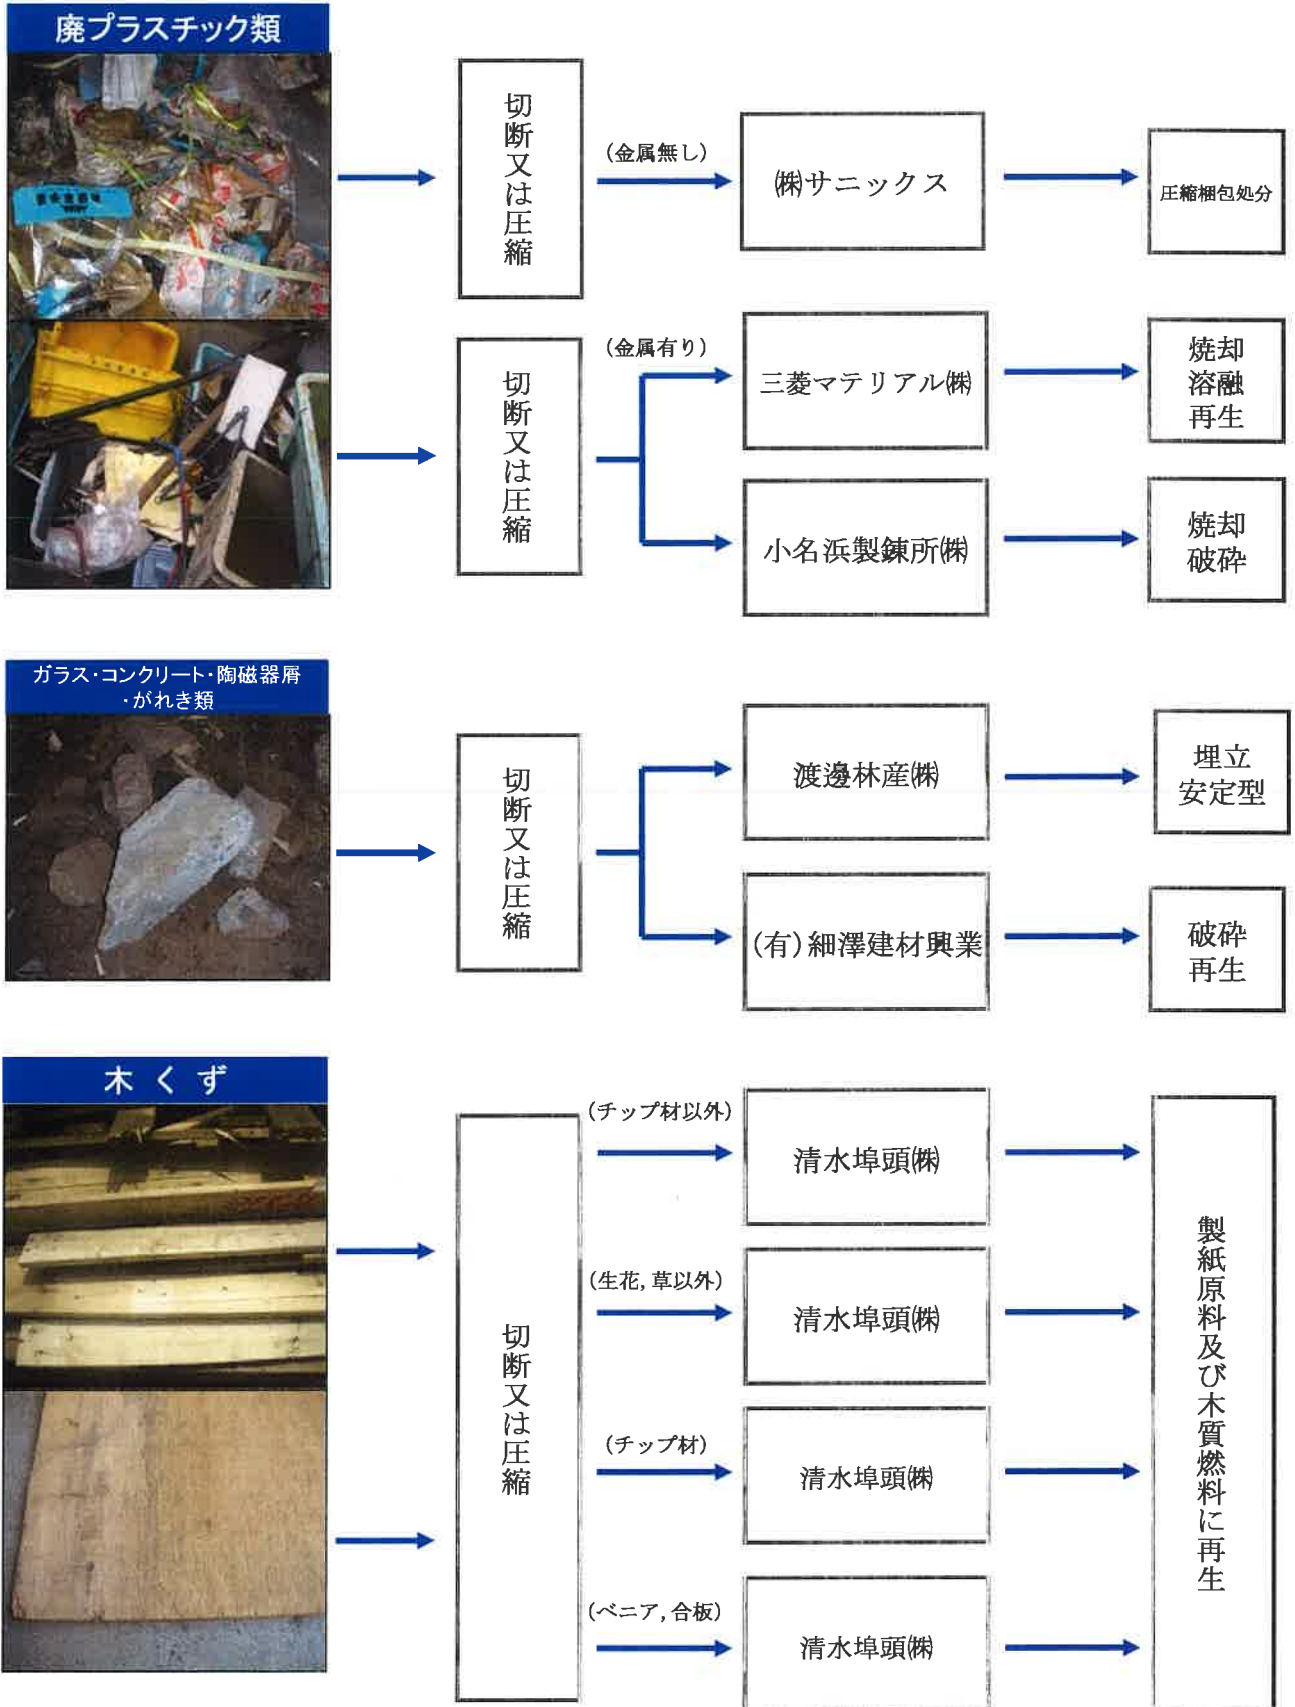 廃プラスチック類
切断又は圧縮
(金属無し)
㈱サニックス
圧縮梱包処分
切断又は圧縮
(金属有り)
三菱マテリアル㈱
焼却
溶融
再生
小名浜製錬所㈱
焼却
破砕
ガラス・コンクリート・陶磁器屑
・がれき類
切断又は圧縮
渡邊林産㈱
埋立
安定型
(有)細澤建材興業
破砕
再生
木くず
切断又は圧縮
(チップ材以外)
清水埠頭㈱
(生花,草以外)
清水埠頭㈱
(チップ材)
清水埠頭㈱
(ベニア,合板)
清水埠頭㈱
製紙原料及び木質燃料に再生